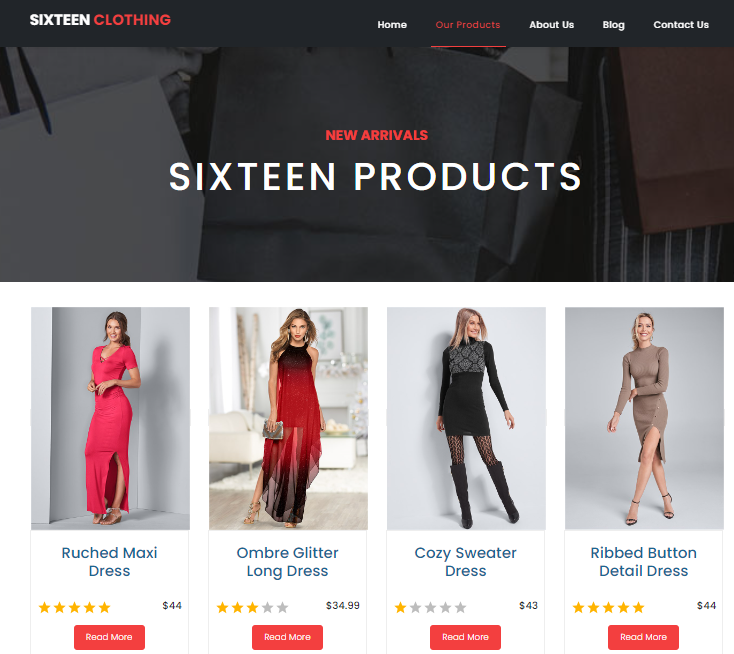 SIXTEEN CLOTHING
Home
Our Products
About Us
Blog
Contact Us
NEW ARRIVALS
SIXTEEN PRODUCTS
Ruched Maxi
Dress
$44
Read More
Ombre Glitter
Long Dress
$34.99
Read More
Cozy Sweater
Dress
$43
Read More
Ribbed Button
Detail Dress
$44
Read More